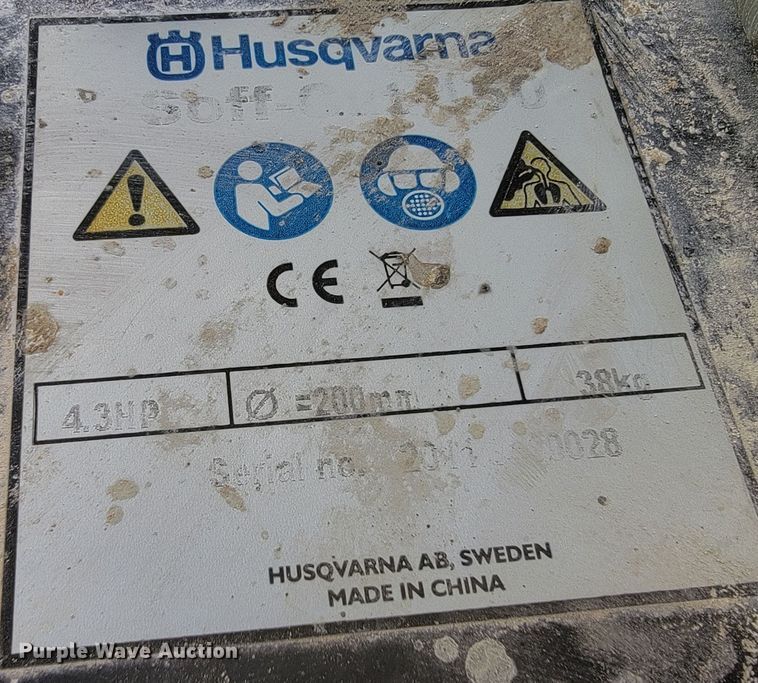 Husqvarna
CE
4.3HP Ø =200mm 38kg
Serial no.
HUSQVARNA AB, SWEDEN
MADE IN CHINA
Purple Wave Auction